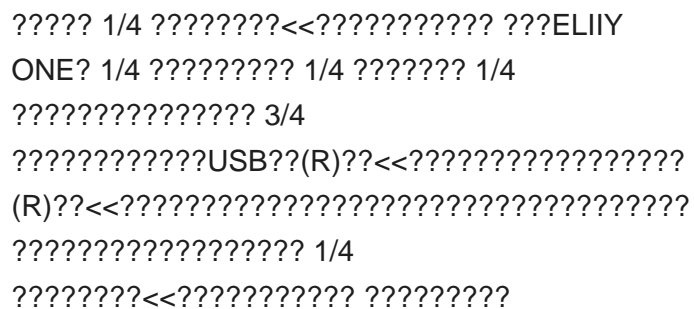 ????? 1/4 ????????<<??????????? ???ELIIY
ONE? 1/4 ????????? 1/4 ??????? 1/4
??????????????? 3/4
????????????USB??(R)??<<?????????????????
(R)??<<???????????????????????????????????
?????????????????? 1/4
????????<<??????????? ?????????